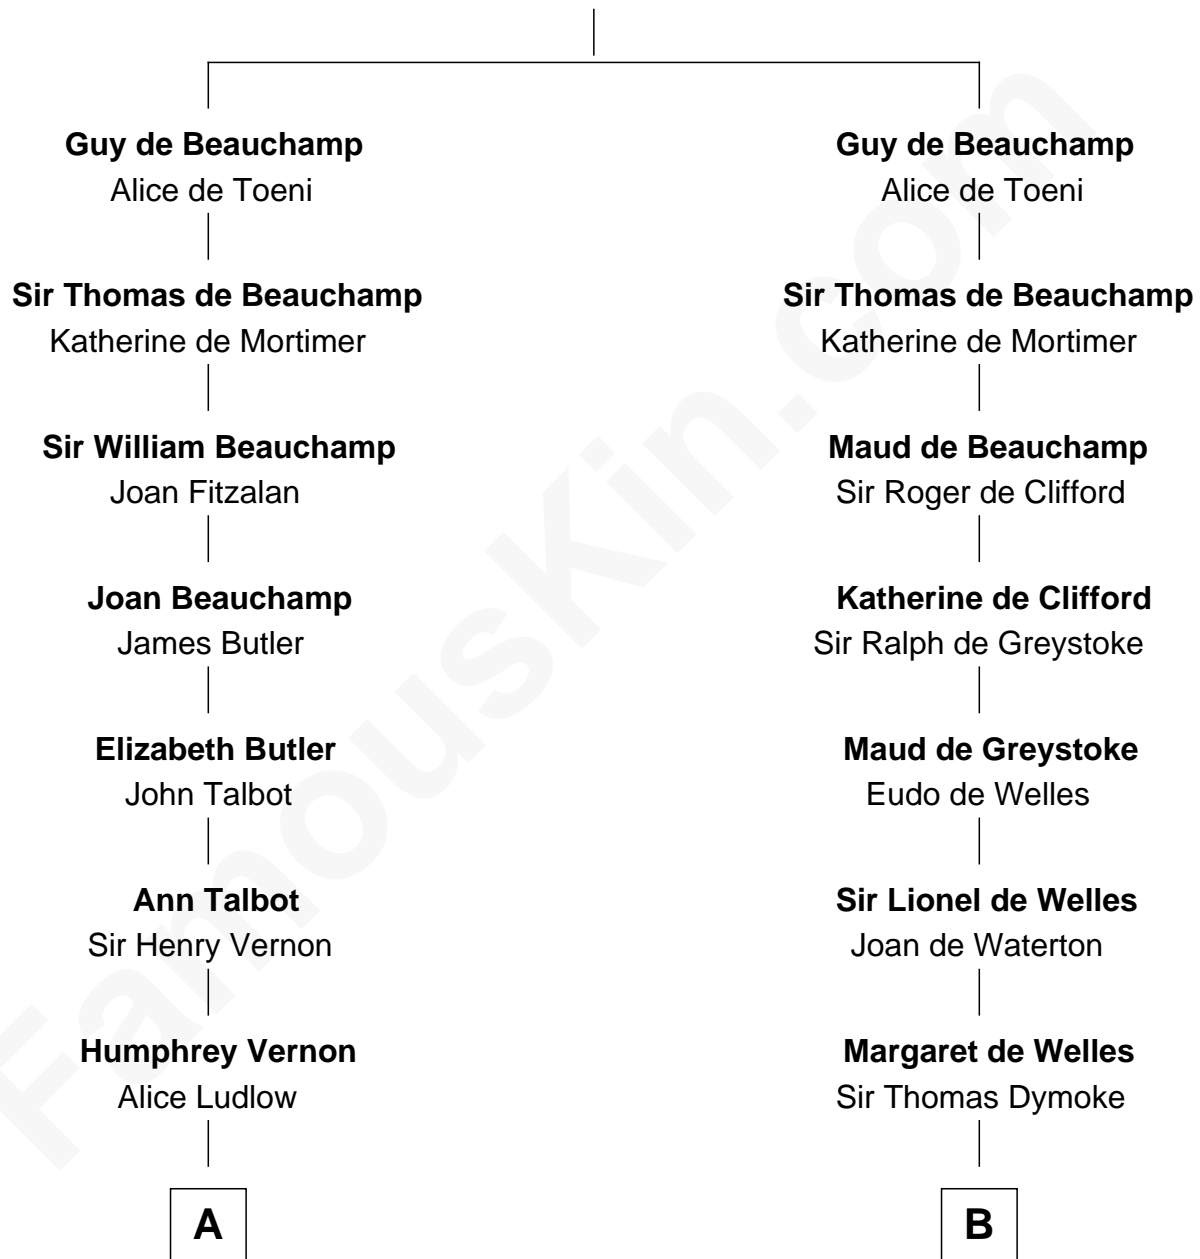 Guy de Beauchamp
Alice de Toeni
Sir Thomas de Beauchamp
Katherine de Mortimer
Sir William Beauchamp
Joan Fitzalan
Joan Beauchamp
James Butler
Elizabeth Butler
John Talbot
Ann Talbot
Sir Henry Vernon
Humphrey Vernon
Alice Ludlow
A
Guy de Beauchamp
Alice de Toeni
Sir Thomas de Beauchamp
Katherine de Mortimer
Maud de Beauchamp
Sir Roger de Clifford
Katherine de Clifford
Sir Ralph de Greystoke
Maud de Greystoke
Eudo de Welles
Sir Lionel de Welles
Joan de Waterton
Margaret de Welles
Sir Thomas Dymoke
B
FamousKin.com